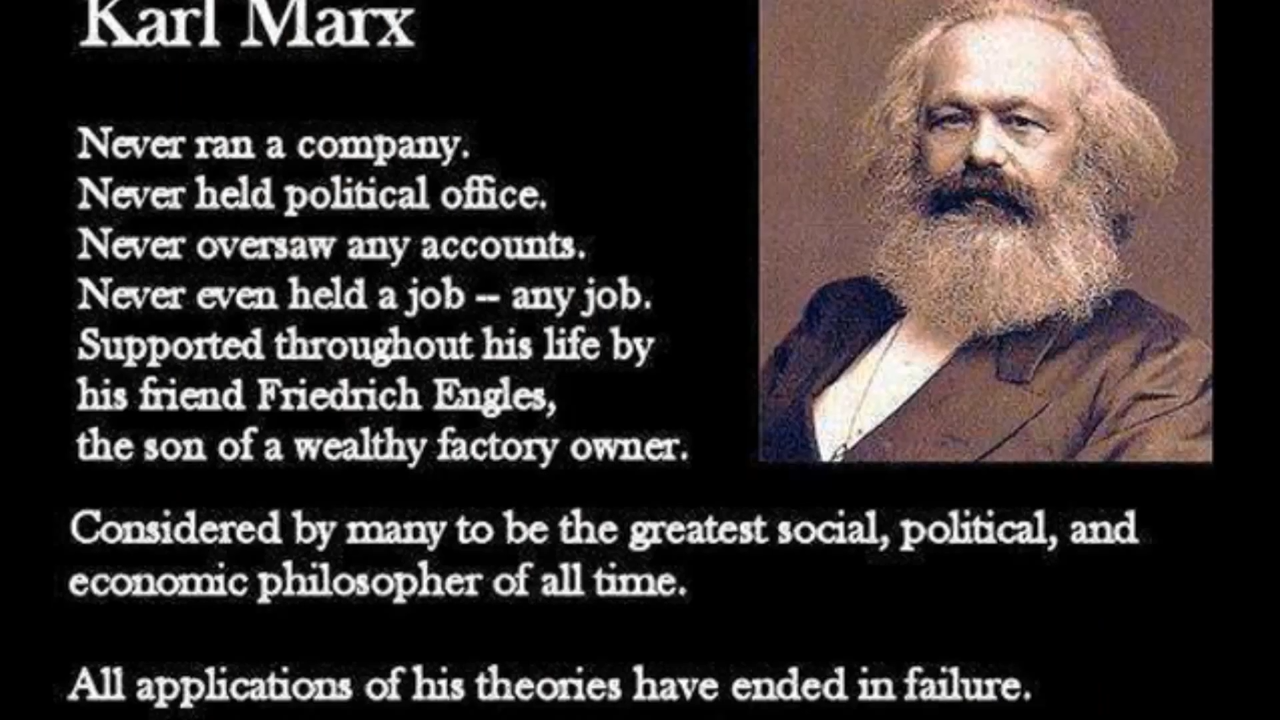 Karl Marx
Never ran a company.
Never held political office.
Never oversaw any accounts.
Never even held a job – any job.
Supported throughout his life by
his friend Friedrich Engles,
the son of a wealthy factory owner.
Considered by many to be the greatest social, political, and
economic philosopher of all time.
All applications of his theories have ended in failure.